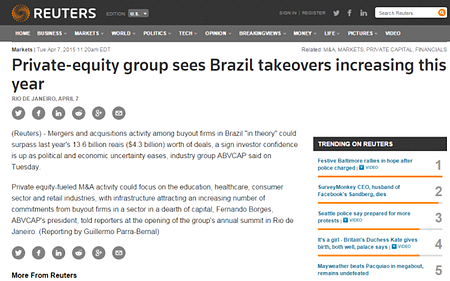 REUTERS
EDITION: U.S.
SIGN IN | REGISTER
Search Reuters
HOME BUSINESS MARKETS WORLD POLITICS TECH OPINION BREAKINGVIEWS MONEY LIFE PICTURES VIDEO
Markets | Tue Apr 7, 2015 11:20am EDT
Related: M&A, MARKETS, PRIVATE CAPITAL, FINANCIALS
Private-equity group sees Brazil takeovers increasing this
year
RIO DE JANEIRO, APRIL 7
(Reuters) - Mergers and acquisitions activity among buyout firms in Brazil "in theory" could
surpass last year's 13.6 billion reais ($4.3 billion) worth of deals, a sign investor confidence
is up as political and economic uncertainty eases, industry group ABVCAP said on
Tuesday.
Private equity-fueled M&A activity could focus on the education, healthcare, consumer
sector and retail industries, with infrastructure attracting an increasing number of
commitments from buyout firms in a sector in a dearth of capital, Fernando Borges,
ABVCAP's president, told reporters at the opening of the group's annual summit in Rio de
Janeiro (Reporting by Guillermo Parra-Bernal)
More From Reuters
TRENDING ON REUTERS
Festive Baltimore rallies in hope after
police charged | VIDEO
1
SurveyMonkey CEO, husband of
Facebook's Sandberg, dies
2
Seattle police say prepared for more
protests | VIDEO
3
It's a girl - Britain's Duchess Kate gives
birth, both well, palace says | VIDEO
4
Mayweather beats Pacquiao in megabout,
remains undefeated
5